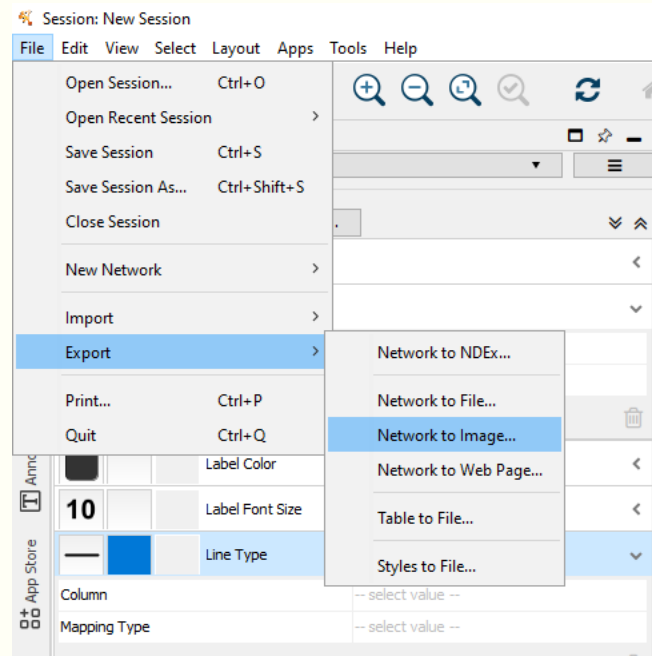 Session: New Session
File Edit View Select Layout Apps Tools Help
Open Session... Ctrl+O
Open Recent Session
Save Session Ctrl+S
Save Session As... Ctrl+Shift+S
Close Session
New Network
Import
Export
Print... Ctrl+P
Quit Ctrl+Q
Network to NDEx...
Network to File...
Network to Image...
Network to Web Page...
Table to File...
Styles to File...
Label Color
10 Label Font Size
Line Type
Column -- select value --
Mapping Type -- select value --
App Store